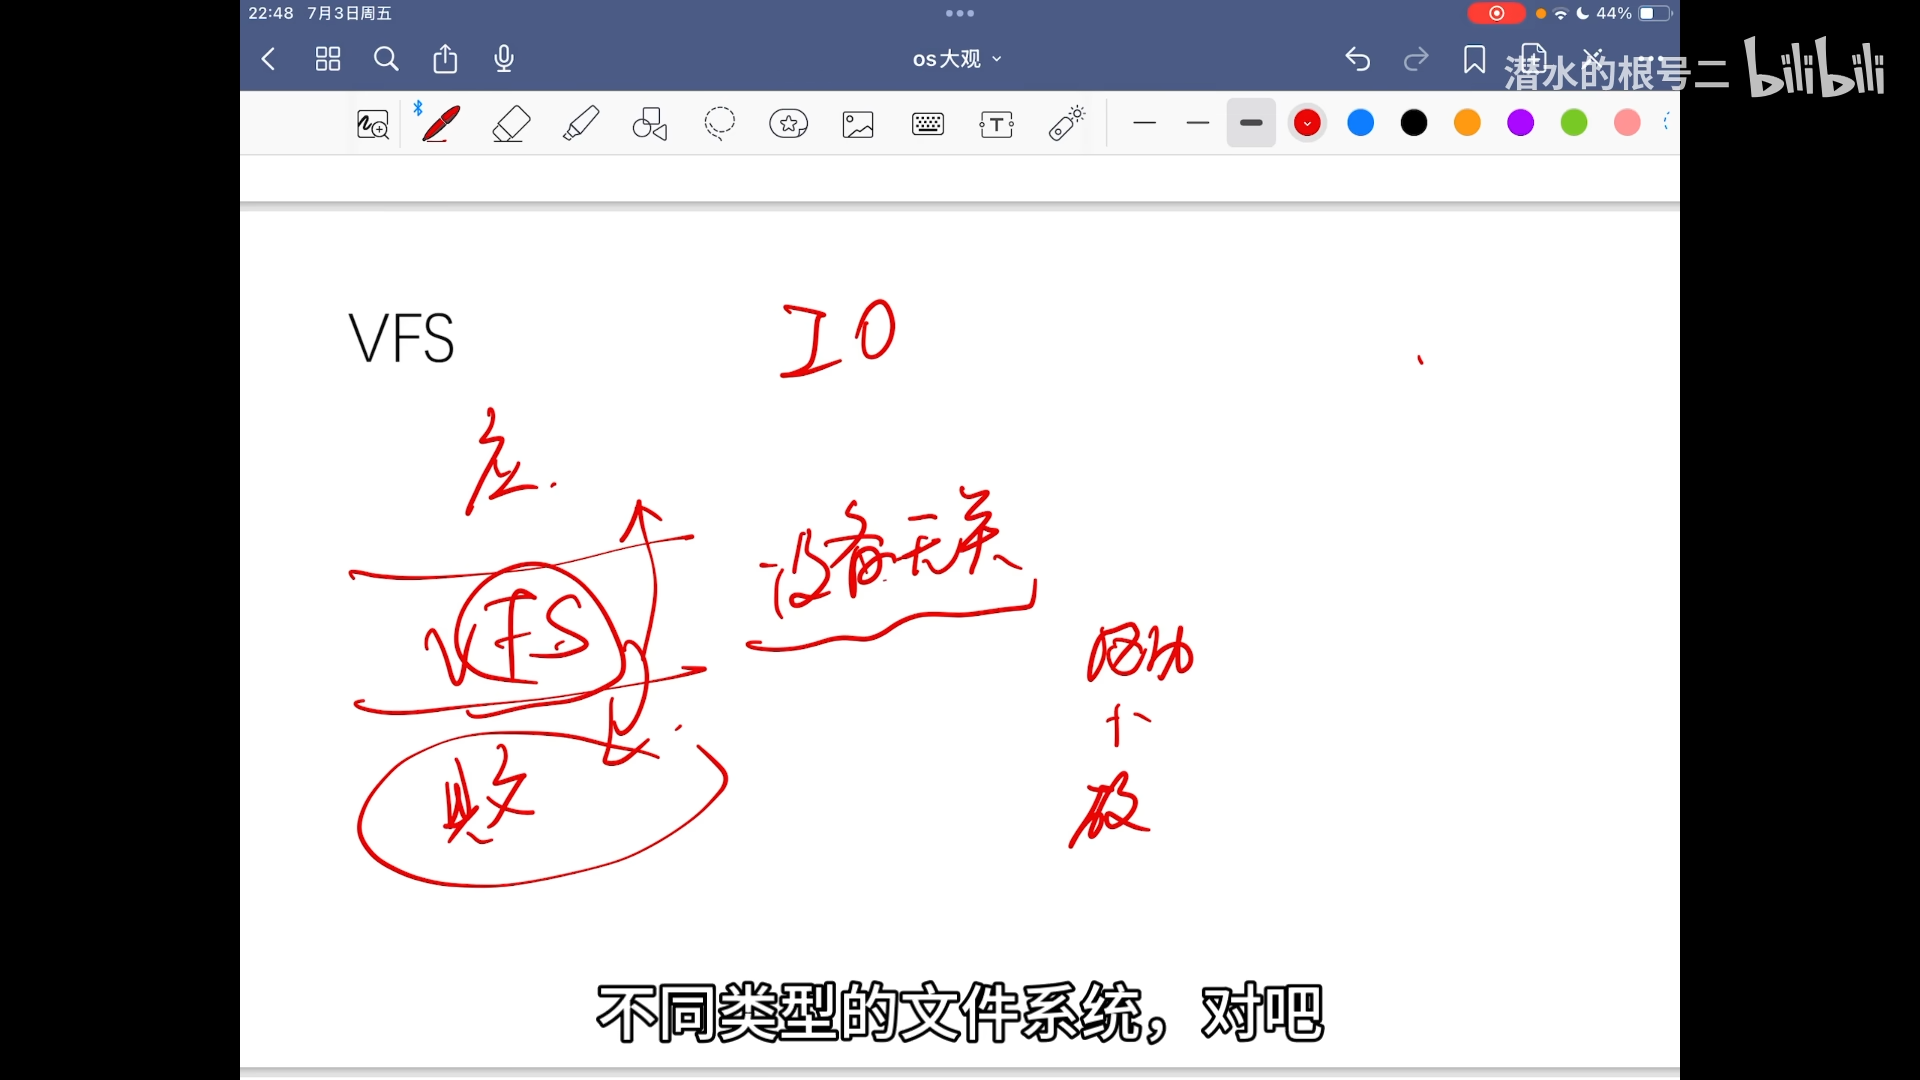 22:48 7月3日周五
44%
os大观
潜水的根号二 bilibili
VFS
IO
应.
设备无关
VFS
驱动
不同类型的文件系统，对吧